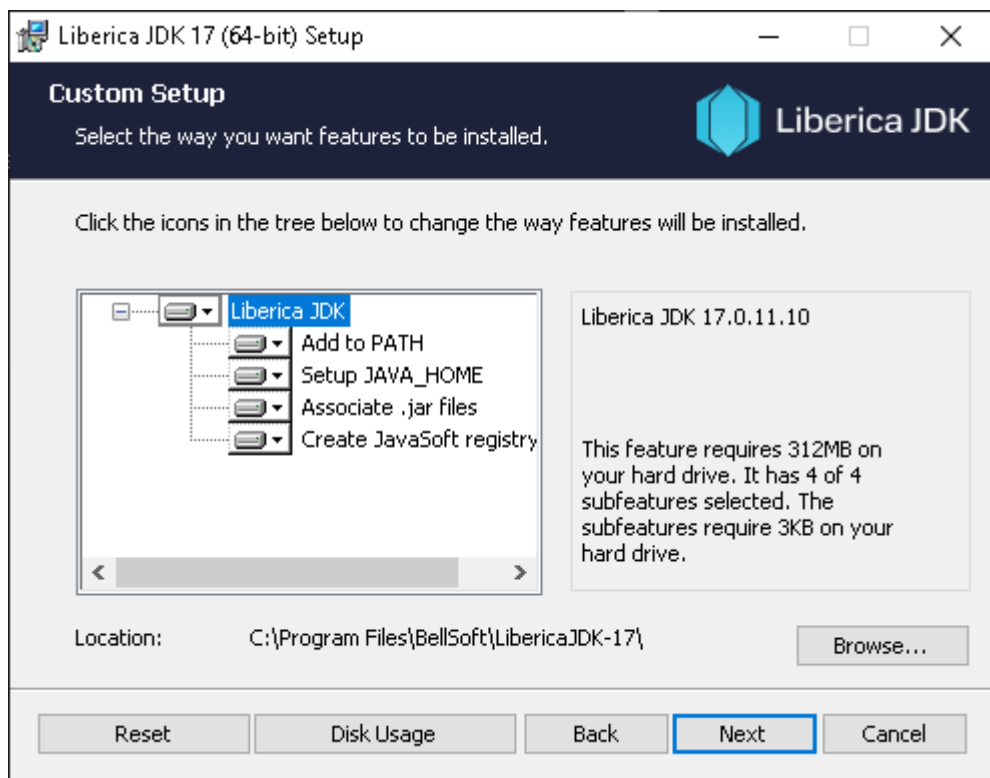 Liberica JDK 17 (64-bit) Setup
Custom Setup
Select the way you want features to be installed.
Liberica JDK
Click the icons in the tree below to change the way features will be installed.
Liberica JDK
Add to PATH
Setup JAVA_HOME
Associate .jar files
Create JavaSoft registry
Liberica JDK 17.0.11.10
This feature requires 312MB on
your hard drive. It has 4 of 4
subfeatures selected. The
subfeatures require 3KB on your
hard drive.
Location: C:\Program Files\BellSoft\LibericaJDK-17\
Browse...
Reset Disk Usage Back Next Cancel